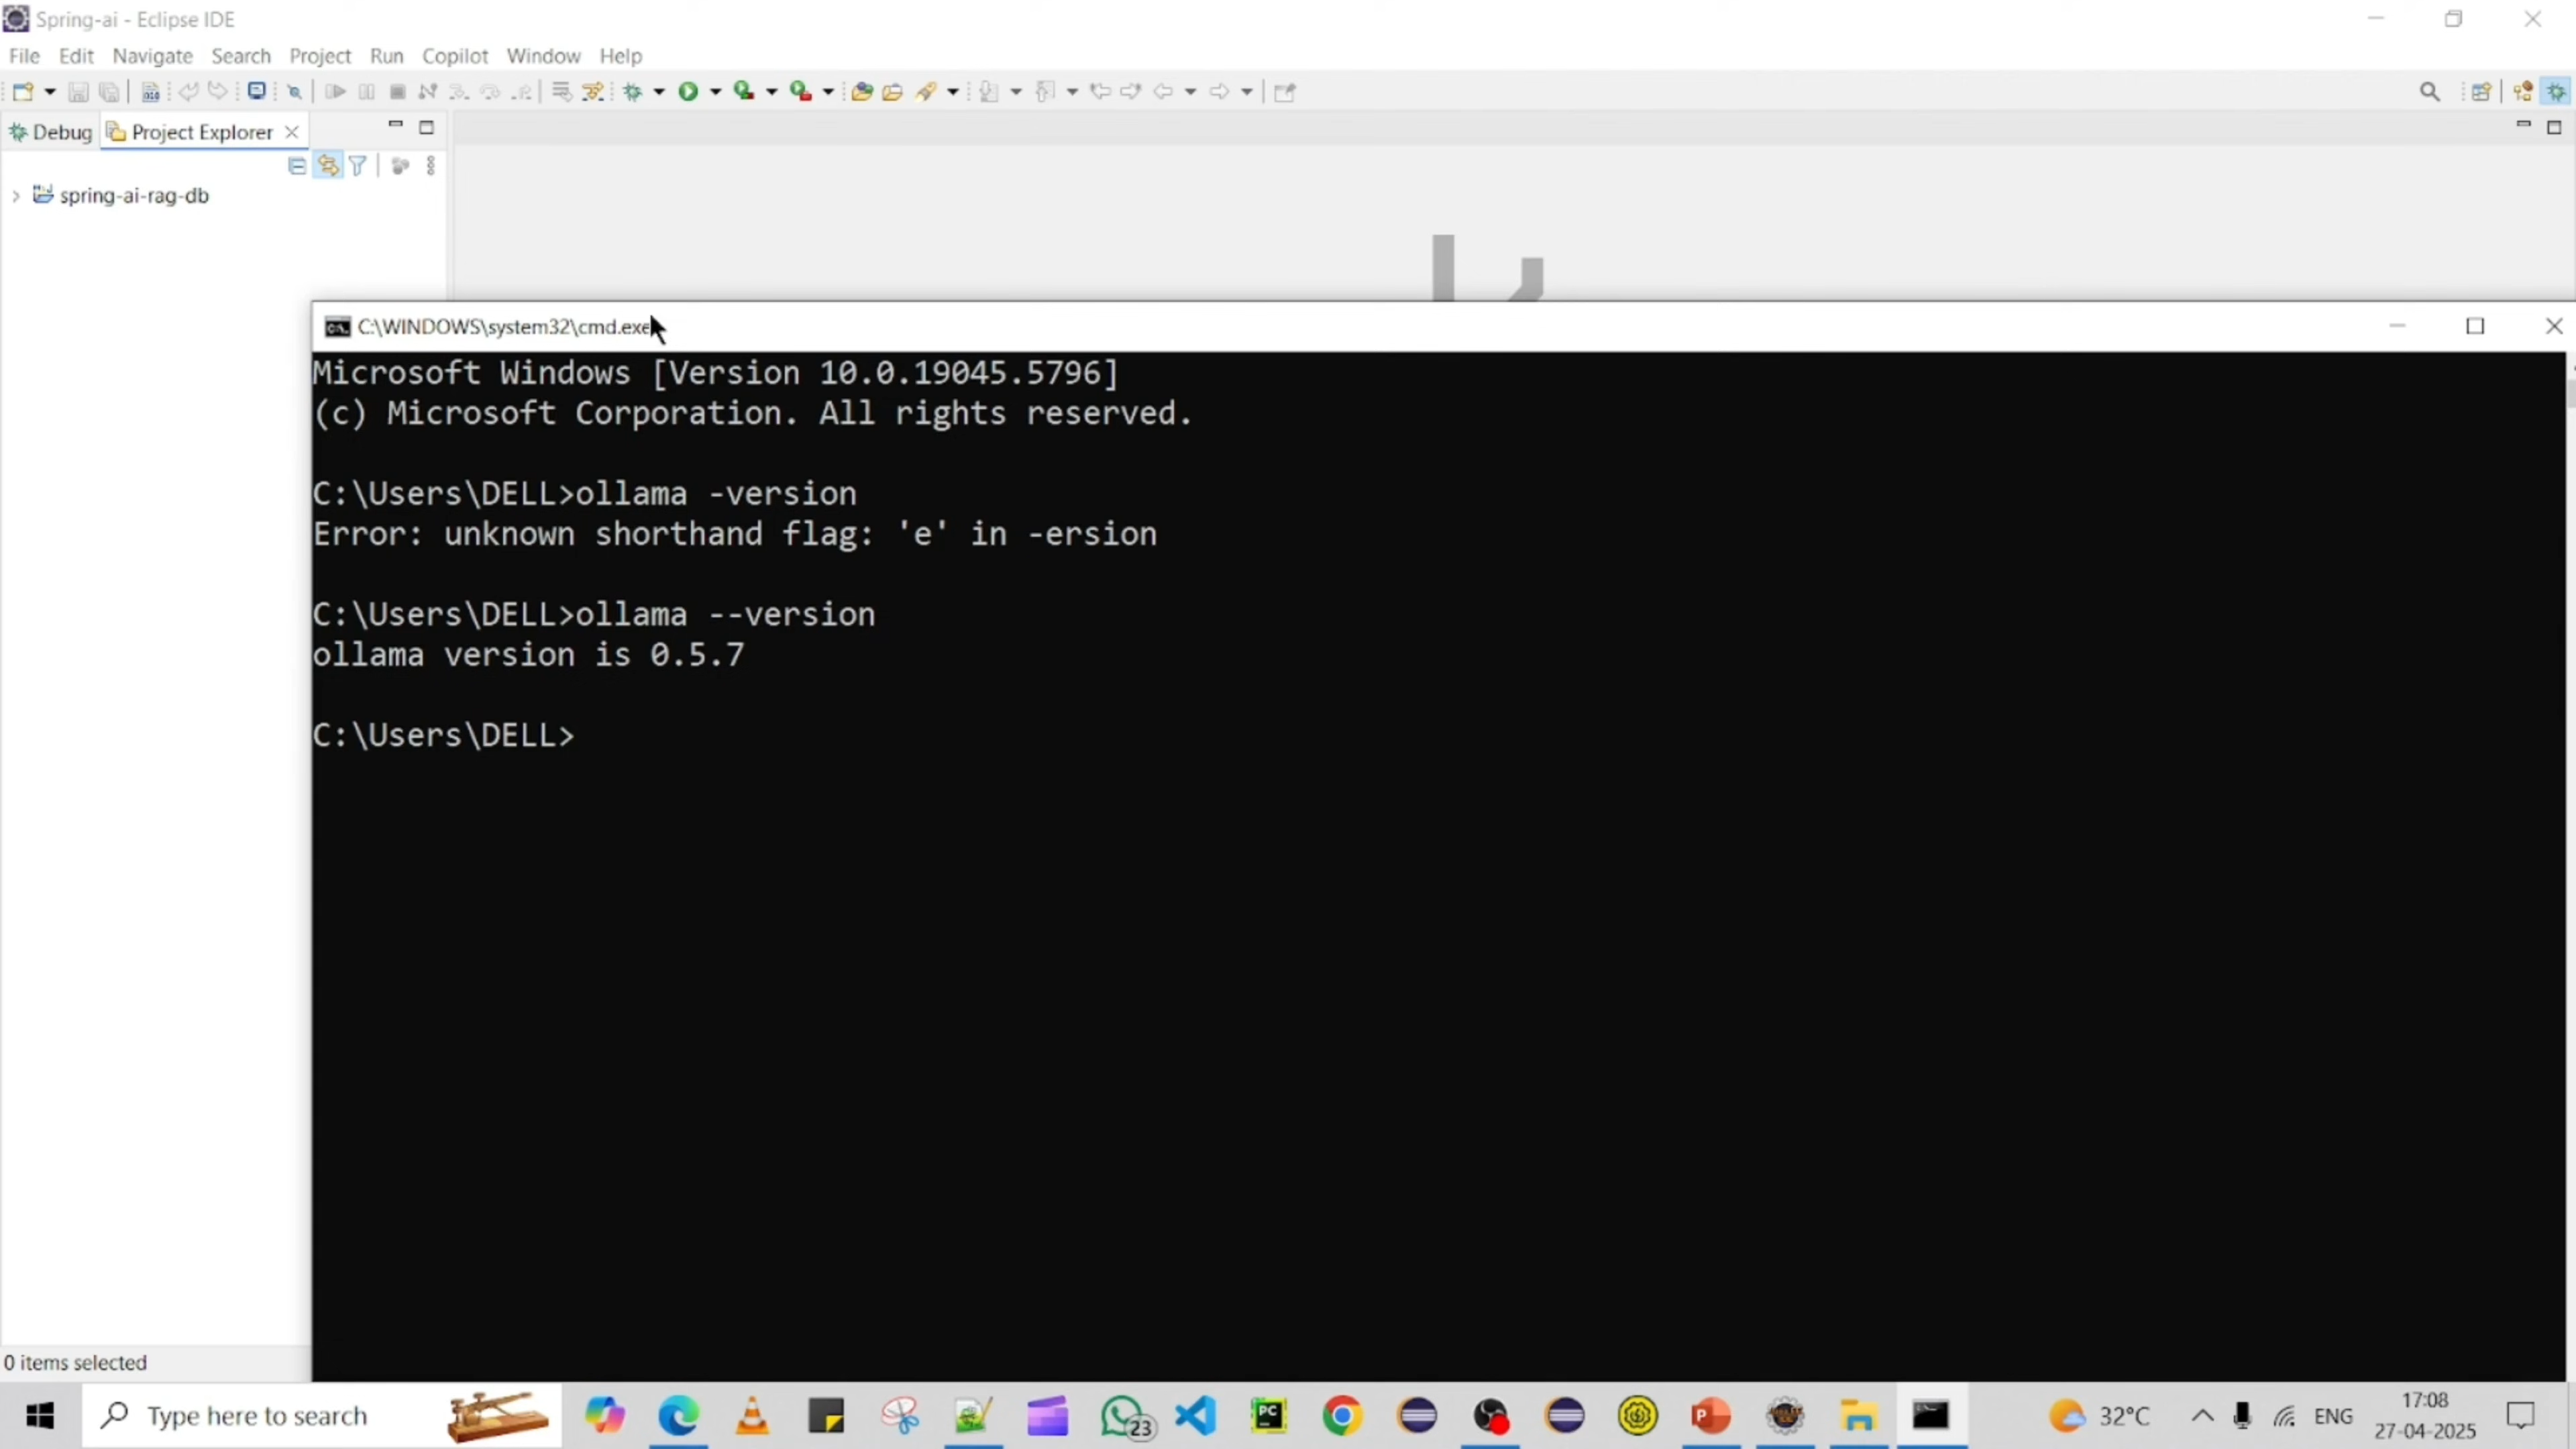 Spring-ai - Eclipse IDE
File Edit Navigate Search Project Run Copilot Window Help
Debug Project Explorer
spring-ai-rag-db
C:\WINDOWS\system32\cmd.exe
Microsoft Windows [Version 10.0.19045.5796]
(c) Microsoft Corporation. All rights reserved.
C:\Users\DELL>ollama -version
Error: unknown shorthand flag: 'e' in -ersion
C:\Users\DELL>ollama --version
ollama version is 0.5.7
C:\Users\DELL>
0 items selected
Type here to search
23
PC
P
32°C
ENG
17:08
27-04-2025